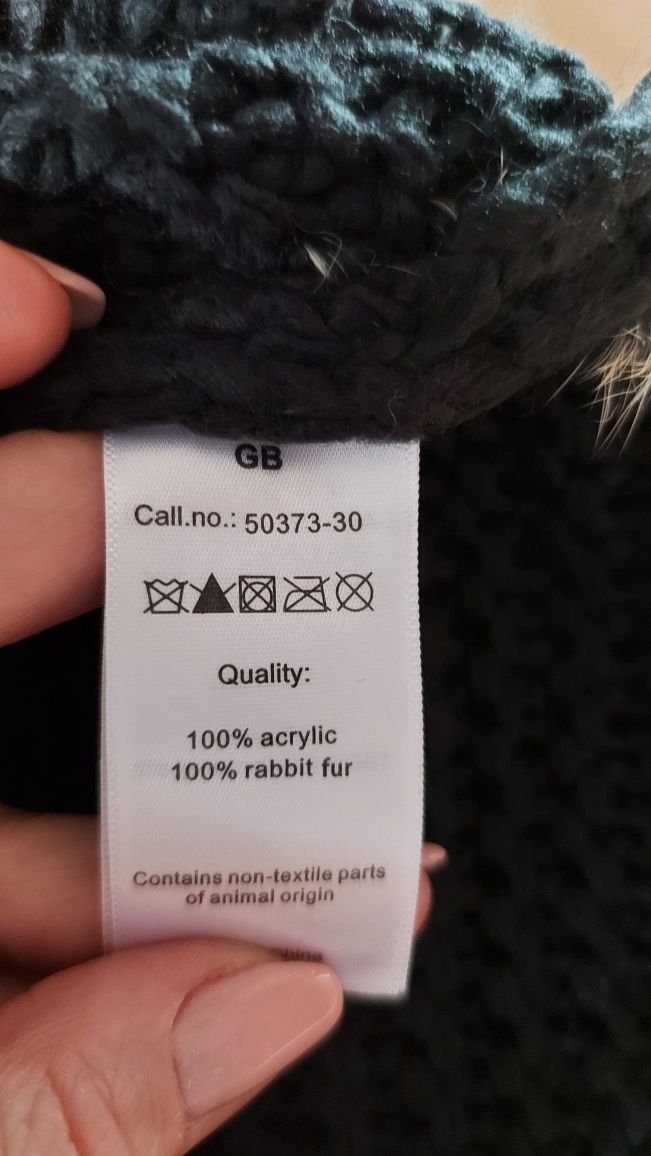 GB
Call.no.: 50373-30
Quality:
100% acrylic
100% rabbit fur
Contains non-textile parts
of animal origin